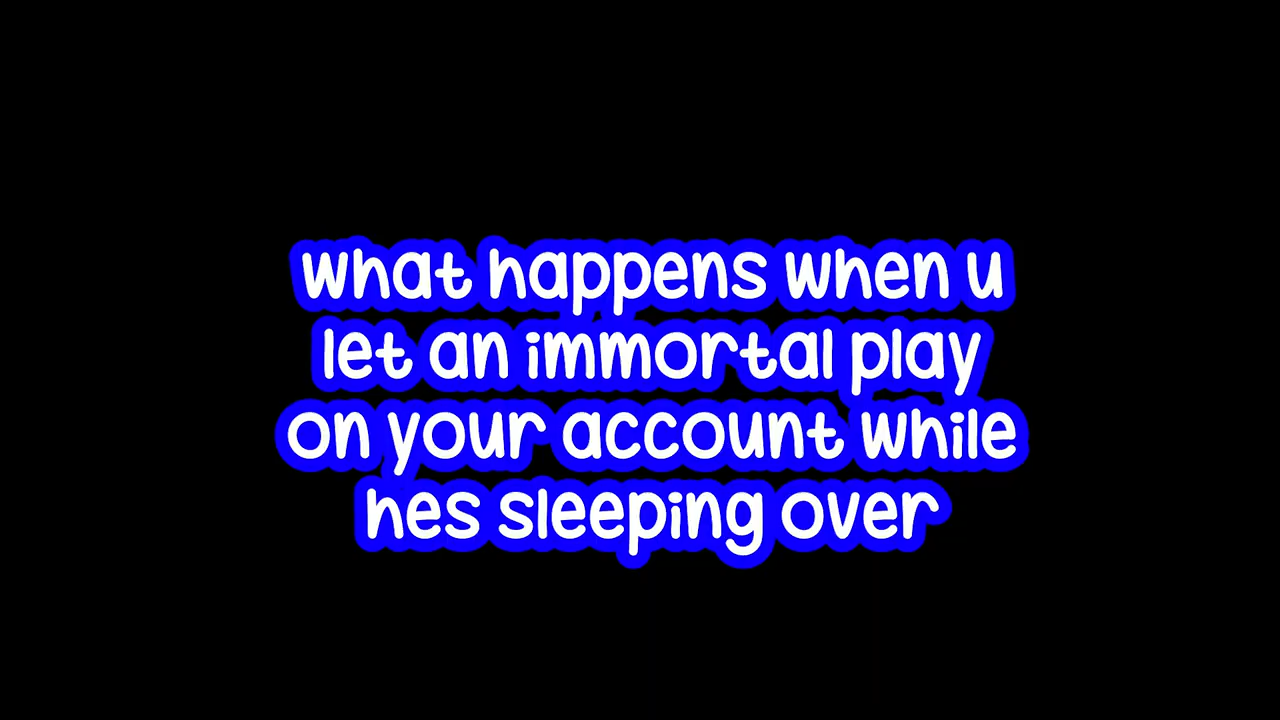 what happens when u
let an immortal play
on your account while
hes sleeping over